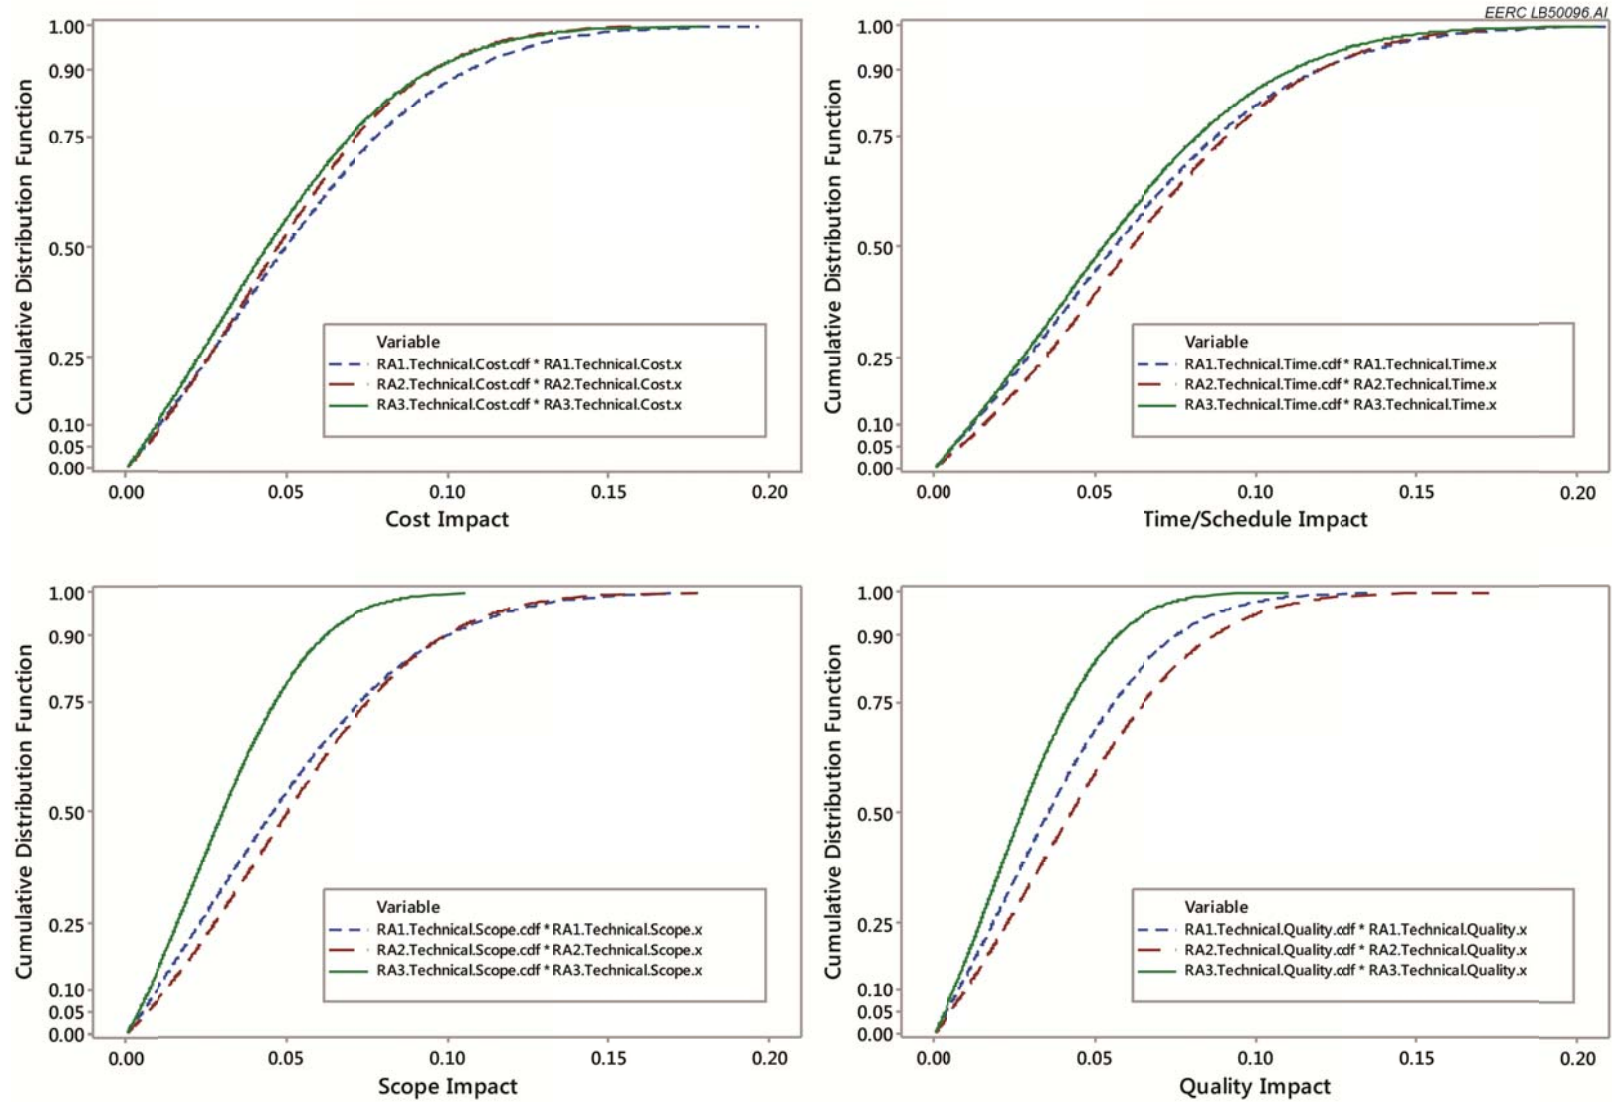 EERC LB50096.AI
Cumulative Distribution Function
1.00
0.90
0.75
0.50
0.25
0.10
0.05
0.00
Variable
RA1.Technical.Cost.cdf * RA1.Technical.Cost.x
RA2.Technical.Cost.cdf * RA2.Technical.Cost.x
RA3.Technical.Cost.cdf * RA3.Technical.Cost.x
0.00 0.05 0.10 0.15 0.20
Cost Impact
Cumulative Distribution Function
1.00
0.90
0.75
0.50
0.25
0.10
0.05
0.00
Variable
RA1.Technical.Time.cdf * RA1.Technical.Time.x
RA2.Technical.Time.cdf * RA2.Technical.Time.x
RA3.Technical.Time.cdf * RA3.Technical.Time.x
0.00 0.05 0.10 0.15 0.20
Time/Schedule Impact
Cumulative Distribution Function
1.00
0.90
0.75
0.50
0.25
0.10
0.05
0.00
Variable
RA1.Technical.Scope.cdf * RA1.Technical.Scope.x
RA2.Technical.Scope.cdf * RA2.Technical.Scope.x
RA3.Technical.Scope.cdf * RA3.Technical.Scope.x
0.00 0.05 0.10 0.15 0.20
Scope Impact
Cumulative Distribution Function
1.00
0.90
0.75
0.50
0.25
0.10
0.05
0.00
Variable
RA1.Technical.Quality.cdf * RA1.Technical.Quality.x
RA2.Technical.Quality.cdf * RA2.Technical.Quality.x
RA3.Technical.Quality.cdf * RA3.Technical.Quality.x
0.00 0.05 0.10 0.15 0.20
Quality Impact